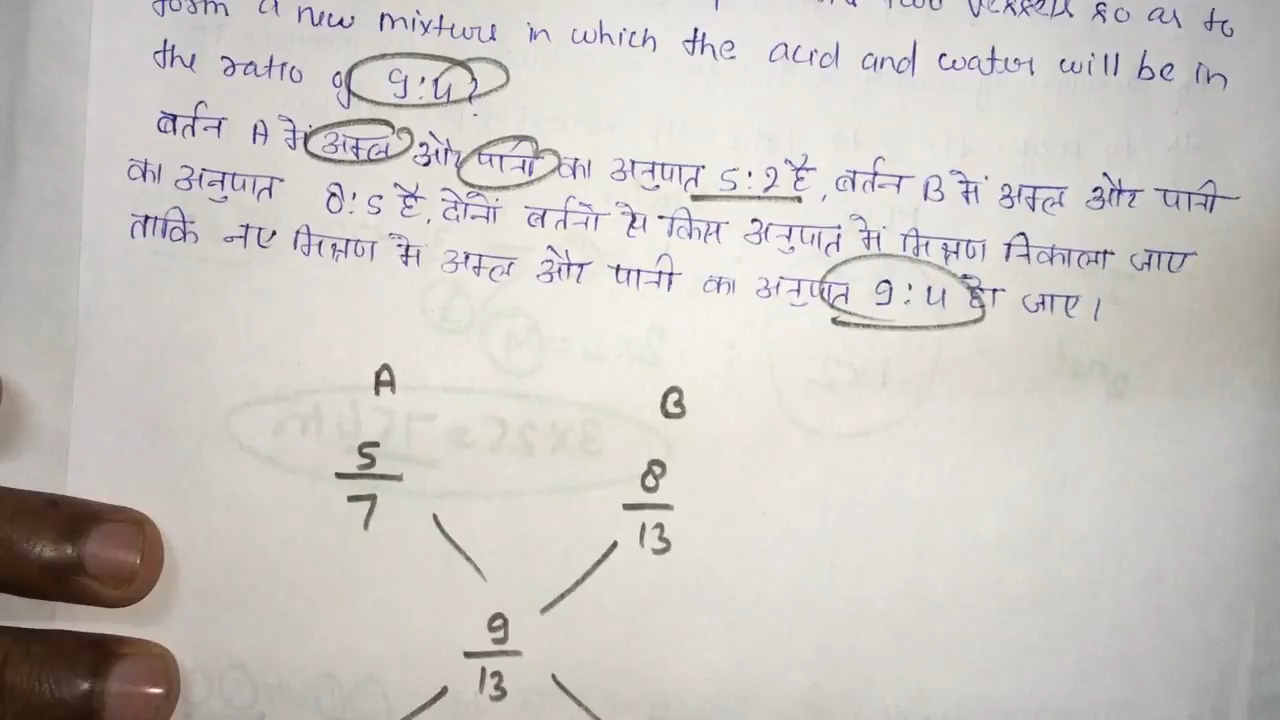 form a new mixture in which the acid and water will be in
the ratio of 9:4?
बर्तन A में अम्ल और पानी का अनुपात 5:2 है, बर्तन B में अम्ल और पानी
का अनुपात 8:5 है, दोनों बर्तनों से किस अनुपात में मिश्रण निकाला जाए
ताकि नए मिश्रण में अम्ल और पानी का अनुपात 9:4 हो जाए।
A B
5/7 8/13
9/13